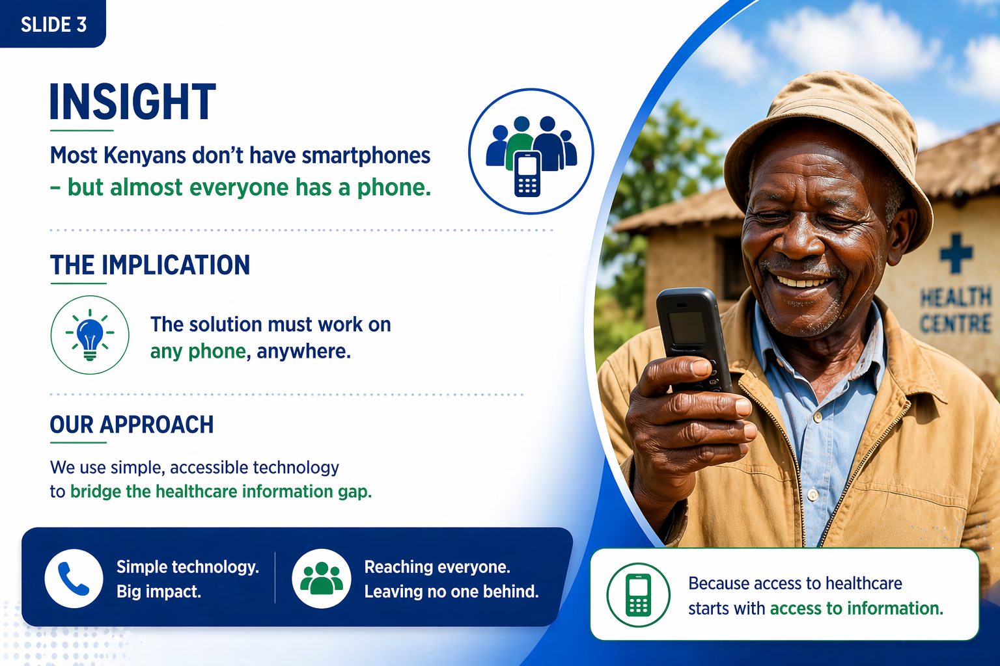 SLIDE 3
INSIGHT
Most Kenyans don’t have smartphones
– but almost everyone has a phone.
THE IMPLICATION
The solution must work on
any phone, anywhere.
OUR APPROACH
We use simple, accessible technology
to bridge the healthcare information gap.
Simple technology.
Big impact.
Reaching everyone.
Leaving no one behind.
HEALTH
CENTRE
Because access to healthcare
starts with access to information.